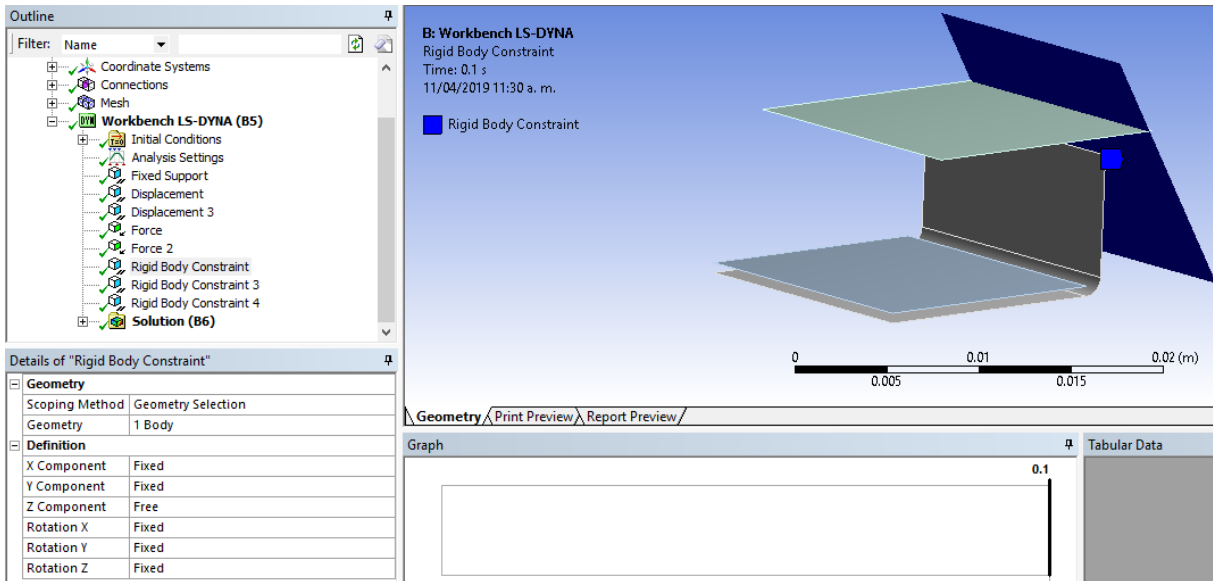 Outline
Filter: Name
Coordinate Systems
Connections
Mesh
Workbench LS-DYNA (B5)
Initial Conditions
Analysis Settings
Fixed Support
Displacement
Displacement 3
Force
Force 2
Rigid Body Constraint
Rigid Body Constraint 3
Rigid Body Constraint 4
Solution (B6)
Details of "Rigid Body Constraint"
Geometry
Scoping Method Geometry Selection
Geometry 1 Body
Definition
X Component Fixed
Y Component Fixed
Z Component Free
Rotation X Fixed
Rotation Y Fixed
Rotation Z Fixed
B: Workbench LS-DYNA
Rigid Body Constraint
Time: 0.1 s
11/04/2019 11:30 a. m.
Rigid Body Constraint
0 0.01 0.02 (m)
0.005 0.015
Geometry Print Preview Report Preview
Graph
0.1
Tabular Data